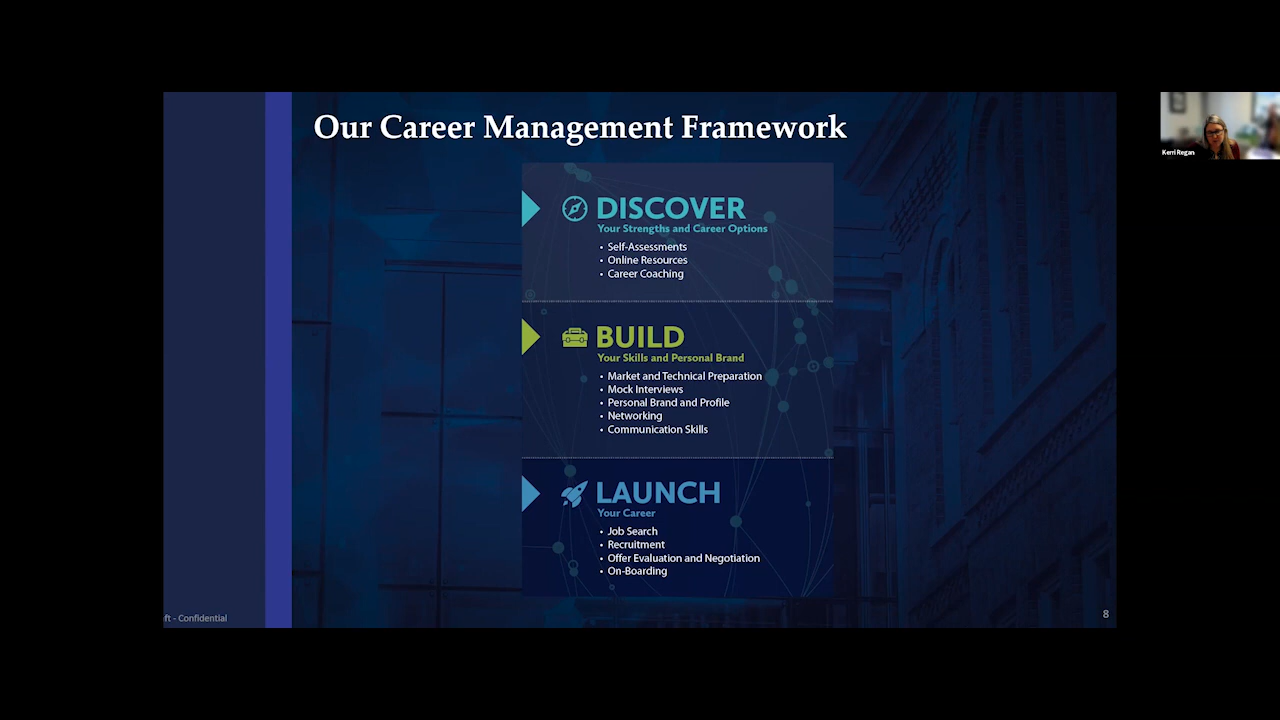 Our Career Management Framework
DISCOVER
Your Strengths and Career Options
• Self-Assessments
• Online Resources
• Career Coaching
BUILD
Your Skills and Personal Brand
• Market and Technical Preparation
• Mock Interviews
• Personal Brand and Profile
• Networking
• Communication Skills
LAUNCH
Your Career
• Job Search
• Recruitment
• Offer Evaluation and Negotiation
• On-Boarding
ft - Confidential
8
Kerri Regan